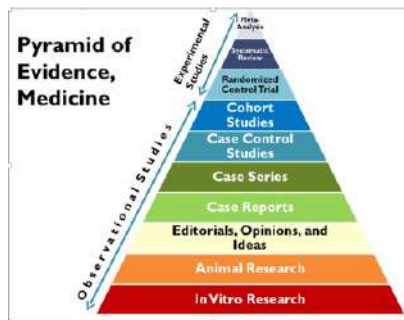 Pyramid of
Evidence,
Medicine
Experimental
Studies
Observational Studies
Meta-
Analysis
Systematic
Review
Randomized
Control Trial
Cohort
Studies
Case Control
Studies
Case Series
Case Reports
Editorials, Opinions, and
Ideas
Animal Research
In Vitro Research